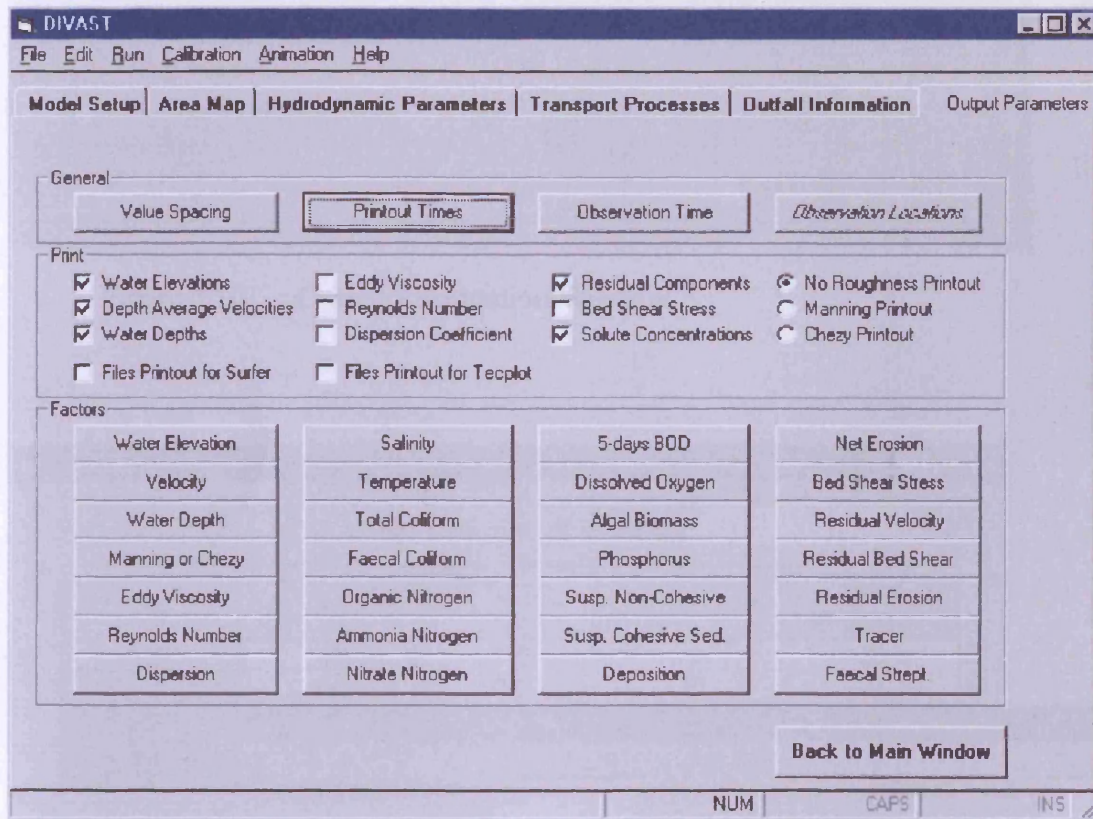 DIVAST
File Edit Run Calibration Animation Help
Model Setup Area Map Hydrodynamic Parameters Transport Processes Outfall Information Output Parameters
General
Value Spacing Printout Times Observation Time Observation Locations
Print
Water Elevations Eddy Viscosity Residual Components No Roughness Printout
Depth Average Velocities Reynolds Number Bed Shear Stress Manning Printout
Water Depths Dispersion Coefficient Solute Concentrations Chezy Printout
Files Printout for Surfer Files Printout for Tecplot
Factors
Water Elevation Salinity 5-days BOD Net Erosion
Velocity Temperature Dissolved Oxygen Bed Shear Stress
Water Depth Total Coliform Algal Biomass Residual Velocity
Manning or Chezy Faecal Coliform Phosphorus Residual Bed Shear
Eddy Viscosity Organic Nitrogen Susp. Non-Cohesive Residual Erosion
Reynolds Number Ammonia Nitrogen Susp. Cohesive Sed. Tracer
Dispersion Nitrate Nitrogen Deposition Faecal Strept.
Back to Main Window
NUM CAPS INS